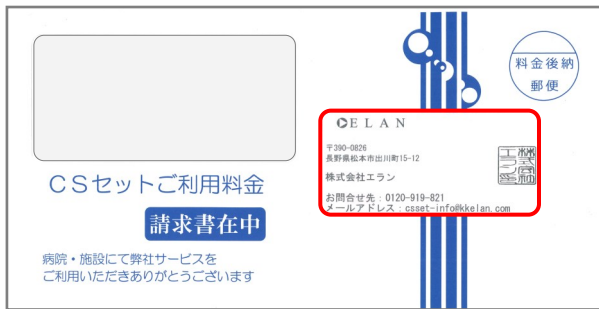 料金後納
郵便
ELAN
〒390-0826
長野県松本市出川町15-12
株式会社エラン
お問合せ先：0120-919-821
メールアドレス：csset-info@kkelan.com
CSセットご利用料金
請求書在中
病院・施設にて弊社サービスを
ご利用いただきありがとうございます